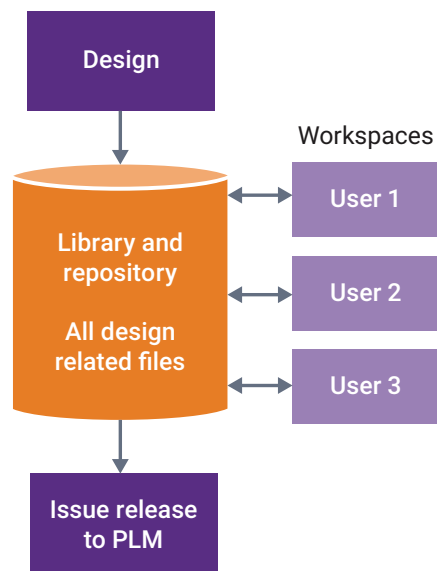 Design
Workspaces
User 1
Library and
repository
User 2
All design
related files
User 3
Issue release
to PLM